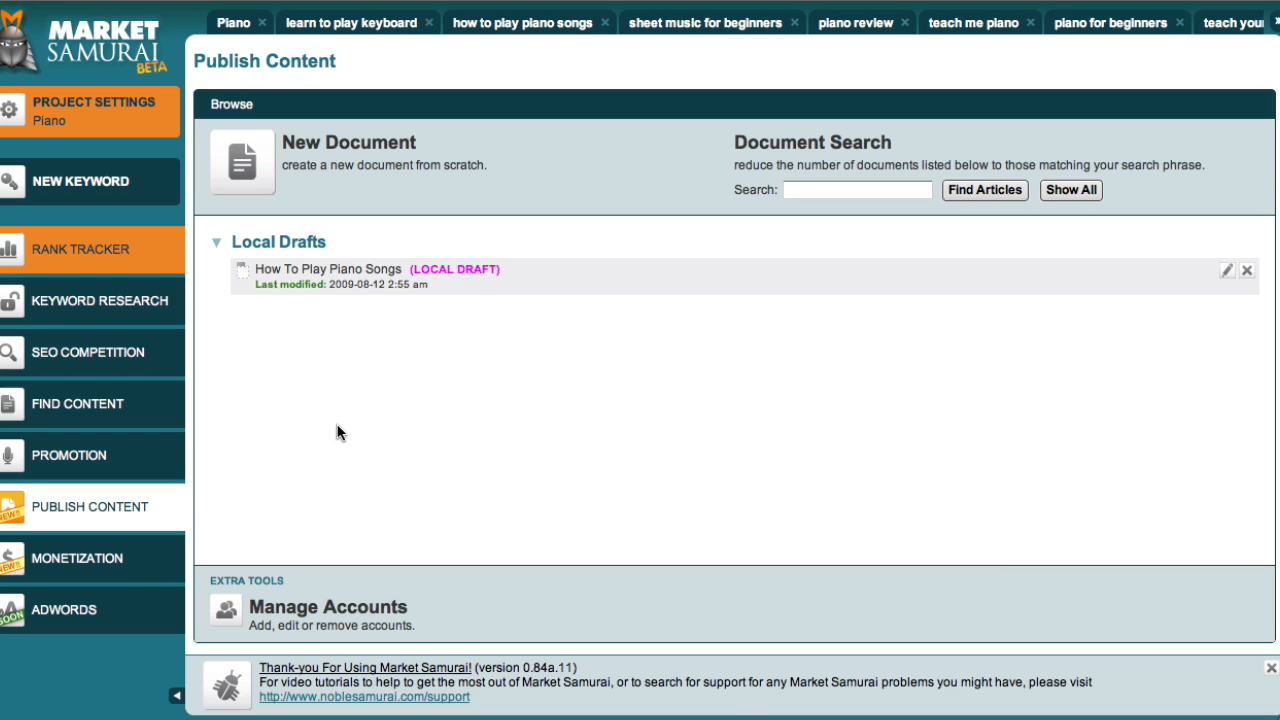 MARKET
SAMURAI
BETA
Piano
learn to play keyboard
how to play piano songs
sheet music for beginners
piano review
teach me piano
piano for beginners
teach you
Publish Content
PROJECT SETTINGS
Piano
NEW KEYWORD
RANK TRACKER
KEYWORD RESEARCH
SEO COMPETITION
FIND CONTENT
PROMOTION
PUBLISH CONTENT
NEW!!
MONETIZATION
NEW!!
ADWORDS
SOON
Browse
New Document
create a new document from scratch.
Document Search
reduce the number of documents listed below to those matching your search phrase.
Search:
Find Articles
Show All
Local Drafts
How To Play Piano Songs (LOCAL DRAFT)
Last modified: 2009-08-12 2:55 am
EXTRA TOOLS
Manage Accounts
Add, edit or remove accounts.
Thank-you For Using Market Samurai! (version 0.84a.11)
For video tutorials to help to get the most out of Market Samurai, or to search for support for any Market Samurai problems you might have, please visit
http://www.noblesamurai.com/support